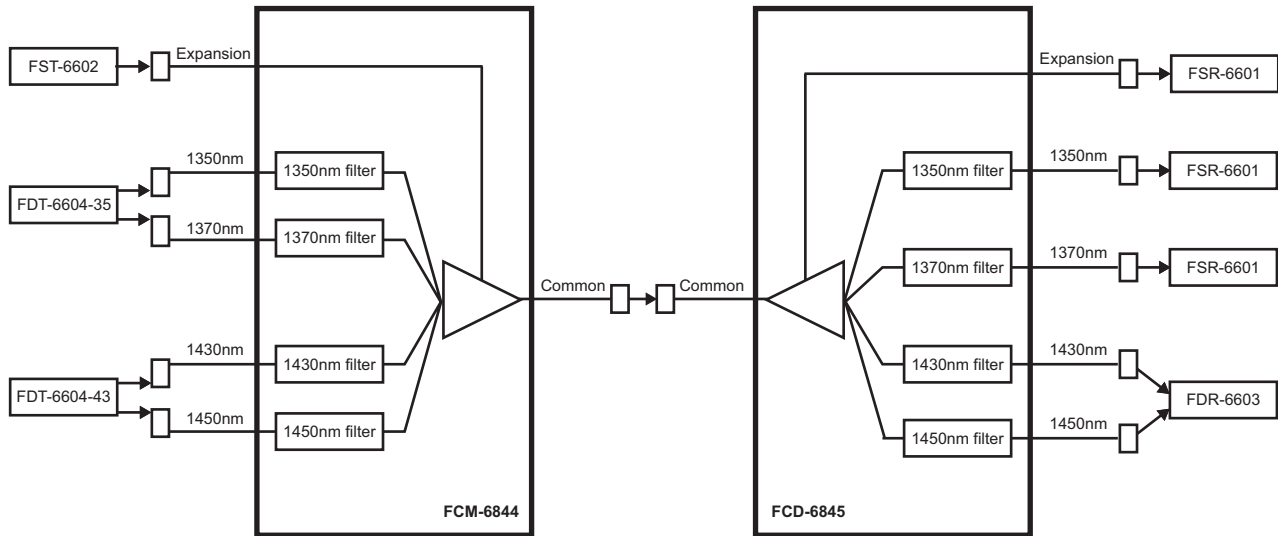 FST-6602
Expansion
FDT-6604-35
1350nm
1370nm
1350nm filter
1370nm filter
FDT-6604-43
1430nm
1450nm
1430nm filter
1450nm filter
FCM-6844
Common
Common
Expansion
FSR-6601
1350nm filter
1350nm
FSR-6601
1370nm filter
1370nm
FSR-6601
1430nm filter
1430nm
1450nm filter
1450nm
FDR-6603
FCD-6845